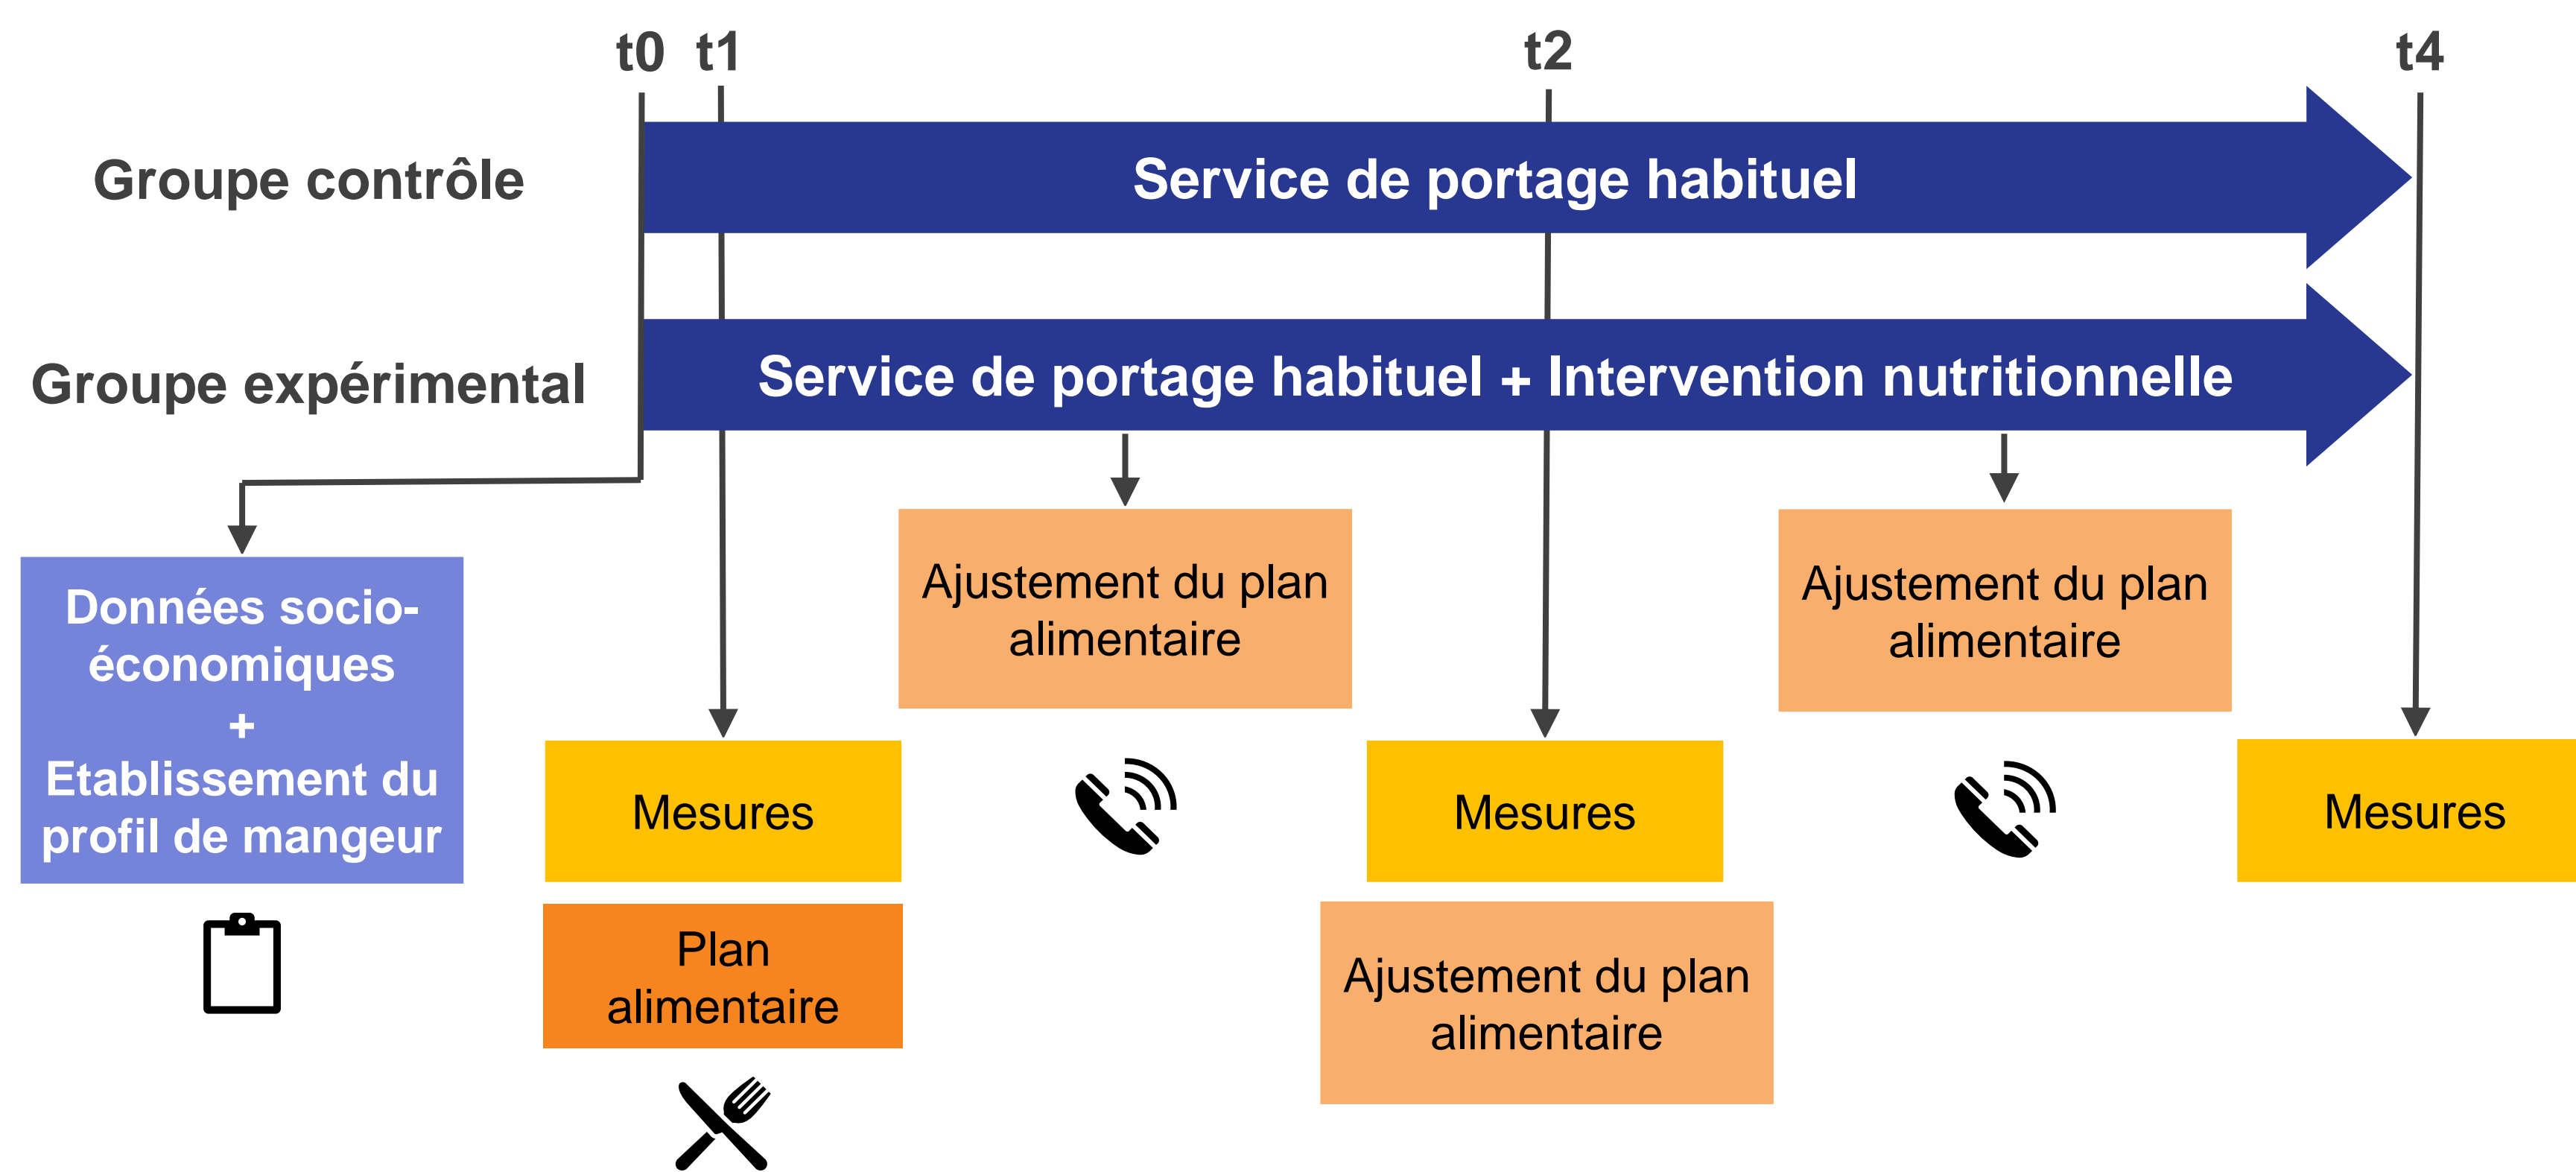 t0 t1 t2 t4
Groupe contrôle
Service de portage habituel
Groupe expérimental
Service de portage habituel + Intervention nutritionnelle
Données socio-
économiques
+
Etablissement du
profil de mangeur
Mesures
Plan
alimentaire
Ajustement du plan
alimentaire
Mesures
Ajustement du plan
alimentaire
Ajustement du plan
alimentaire
Mesures